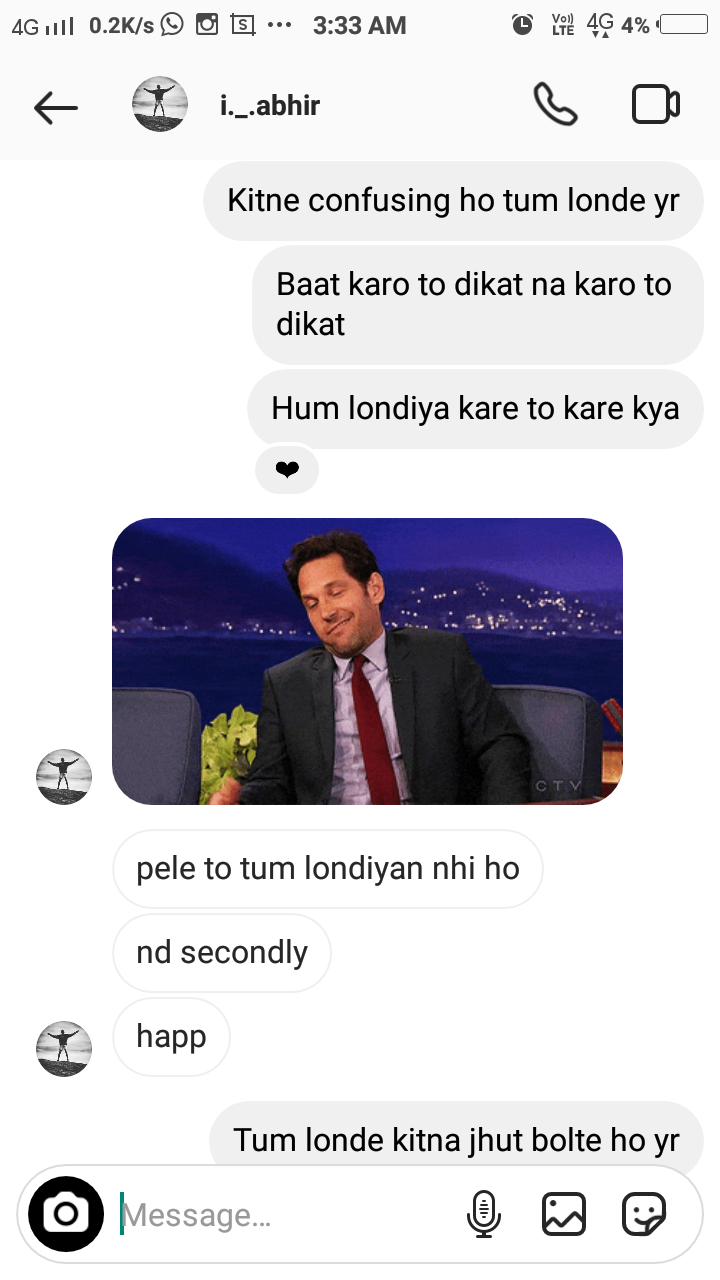 4G 0.2K/s S ••• 3:33 AM Vo)) LTE 4G 4%
i._.abhir
Kitne confusing ho tum londe yr
Baat karo to dikat na karo to
dikat
Hum londiya kare to kare kya
❤
CTV
pele to tum londiyan nhi ho
nd secondly
happ
Tum londe kitna jhut bolte ho yr
Message...